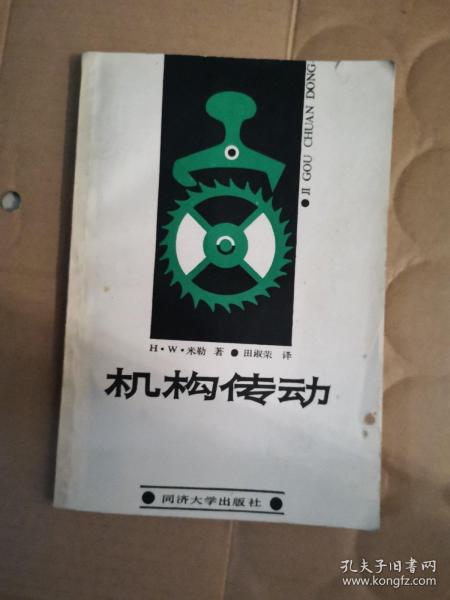 JI GOU CHUAN DONG
H·W·米勒 著 ● 田淑荣 译
机构传动
● 同济大学出版社 ●
孔夫子旧书网
www.kongfz.com